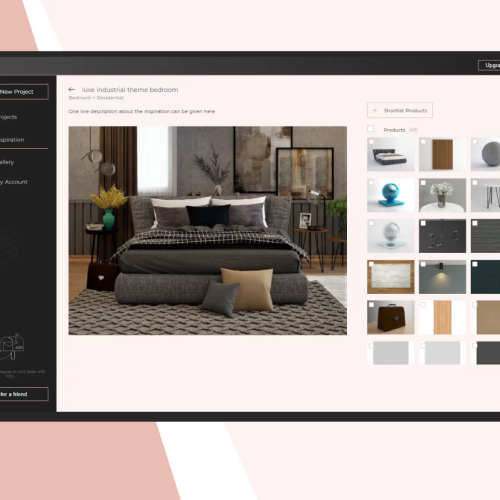 Upgra
New Project
← luxe industrial theme bedroom
Bedroom > Residential
rojects
One line description about the inspiration can be given here
+ Shortlist Products
Products
spiration
allery
y Account
fer a friend